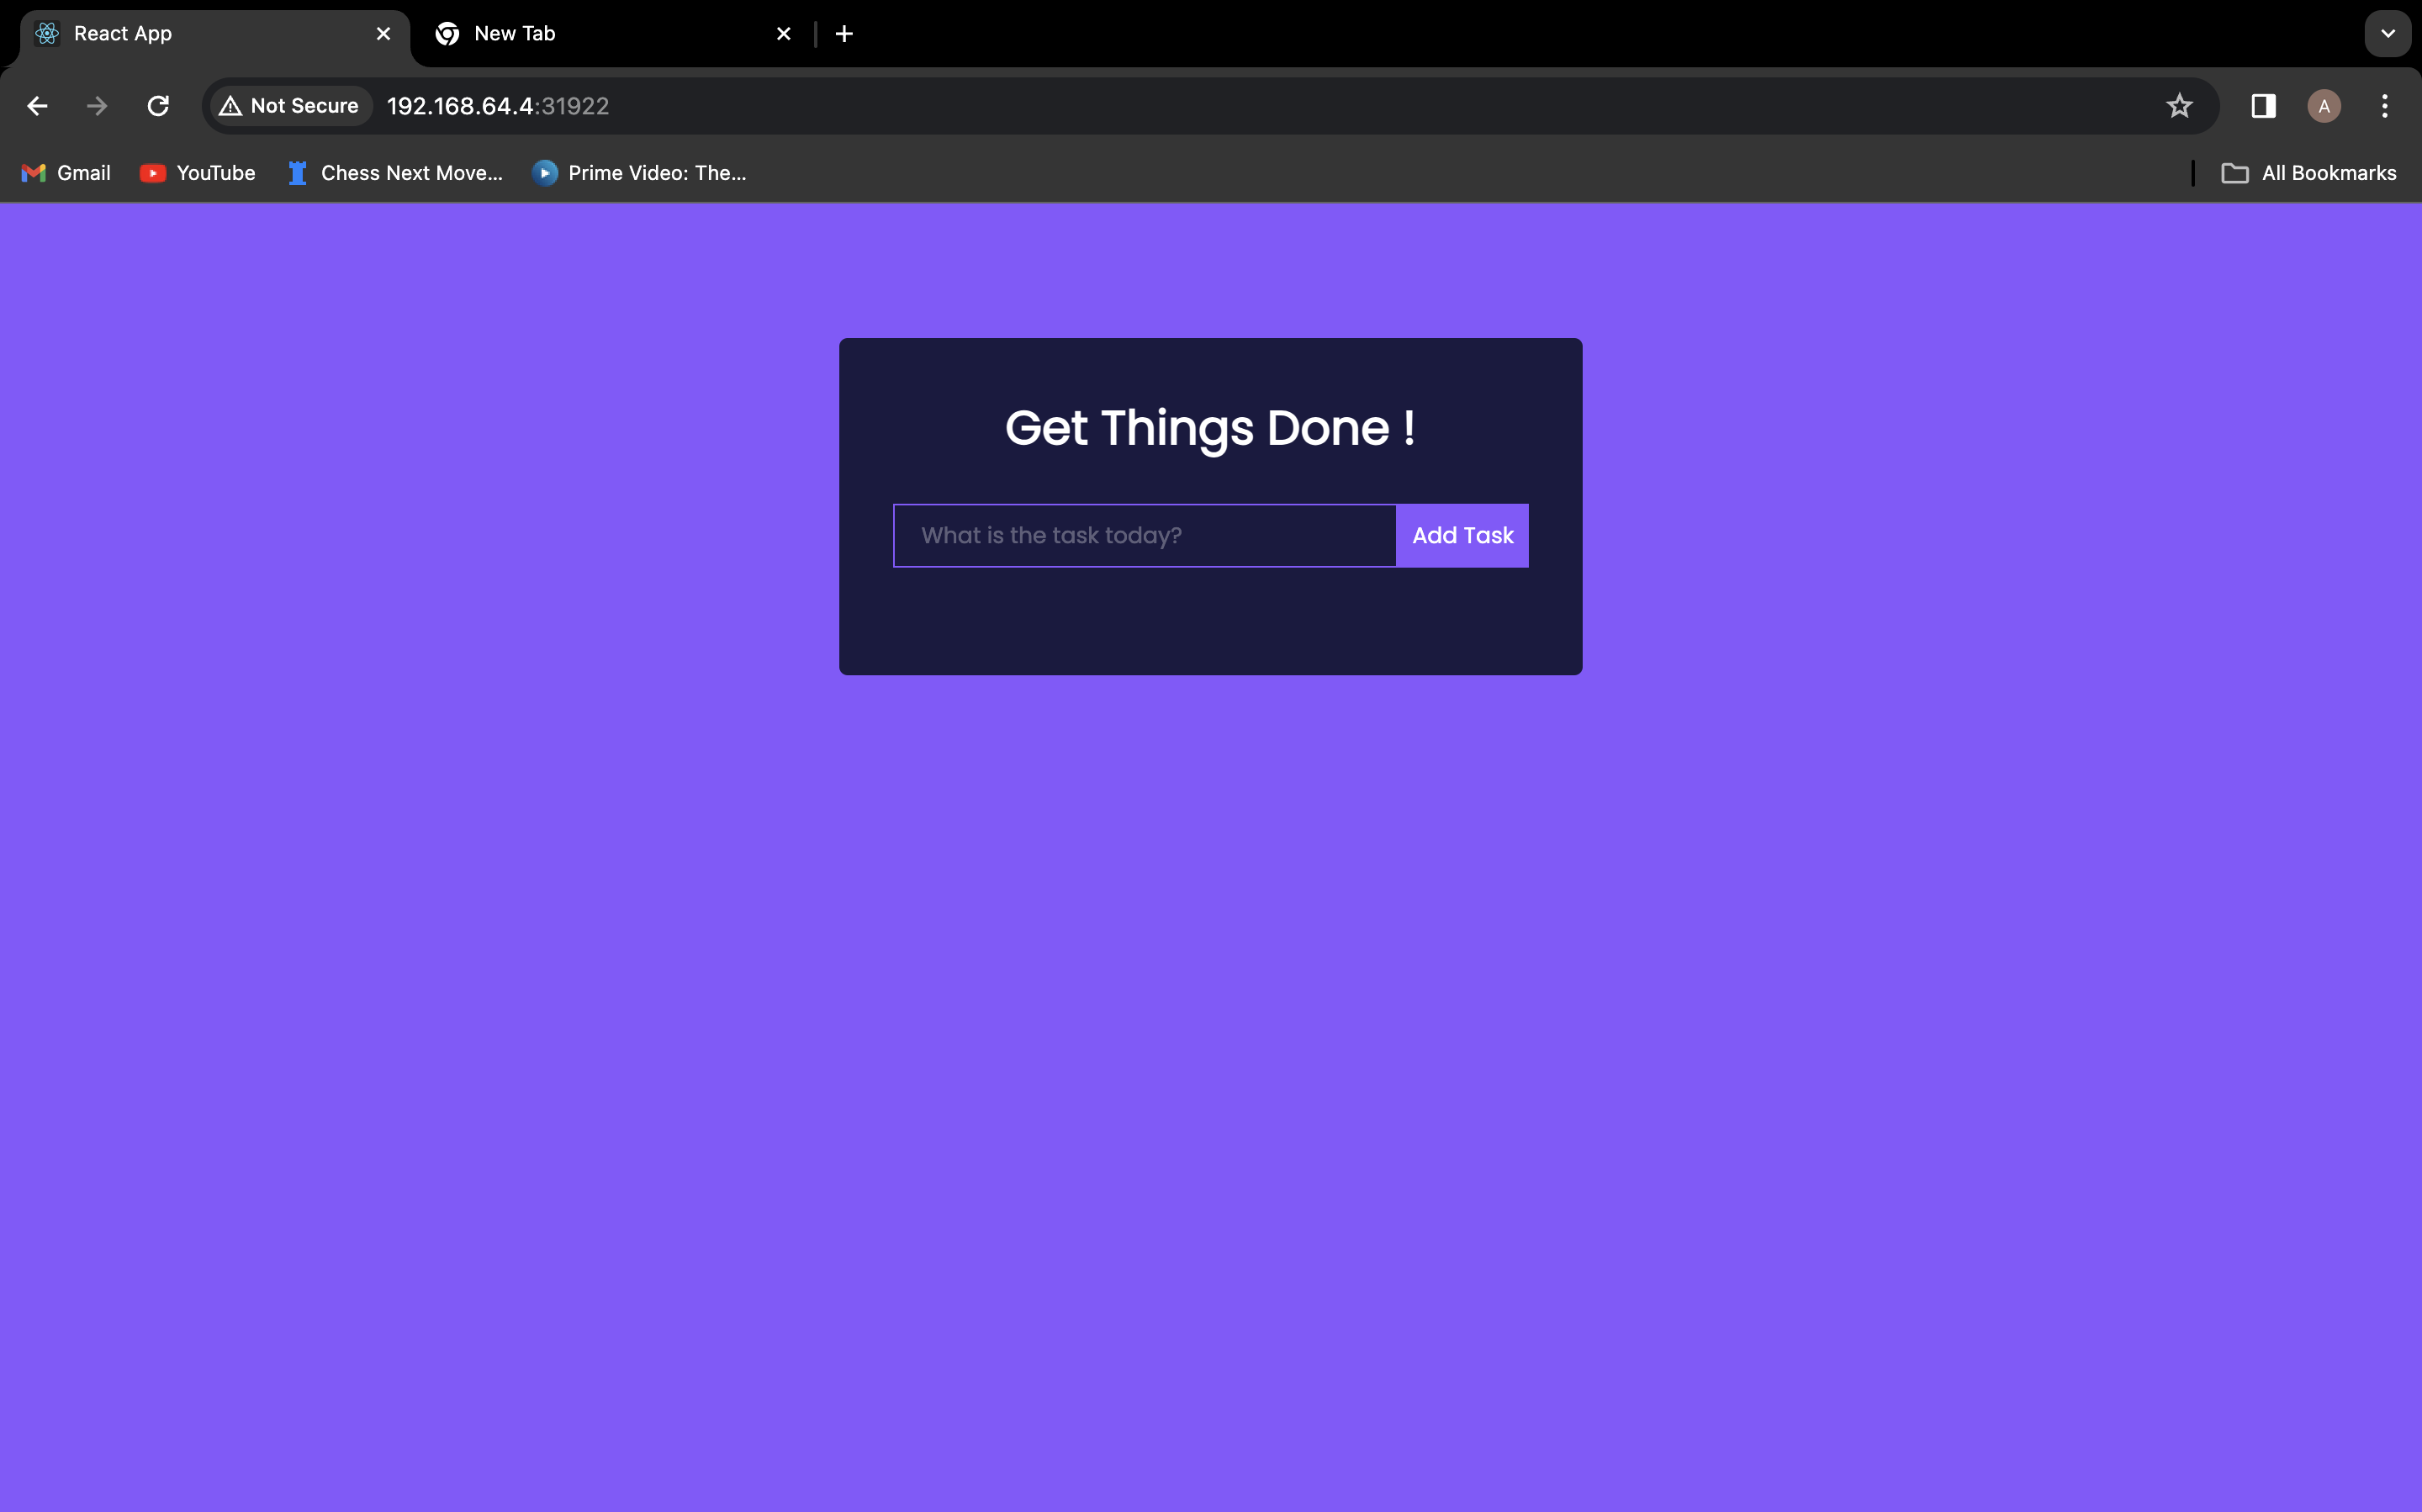 React App
New Tab
Not Secure 192.168.64.4:31922
A
Gmail YouTube Chess Next Move... Prime Video: The... All Bookmarks
Get Things Done !
What is the task today? Add Task